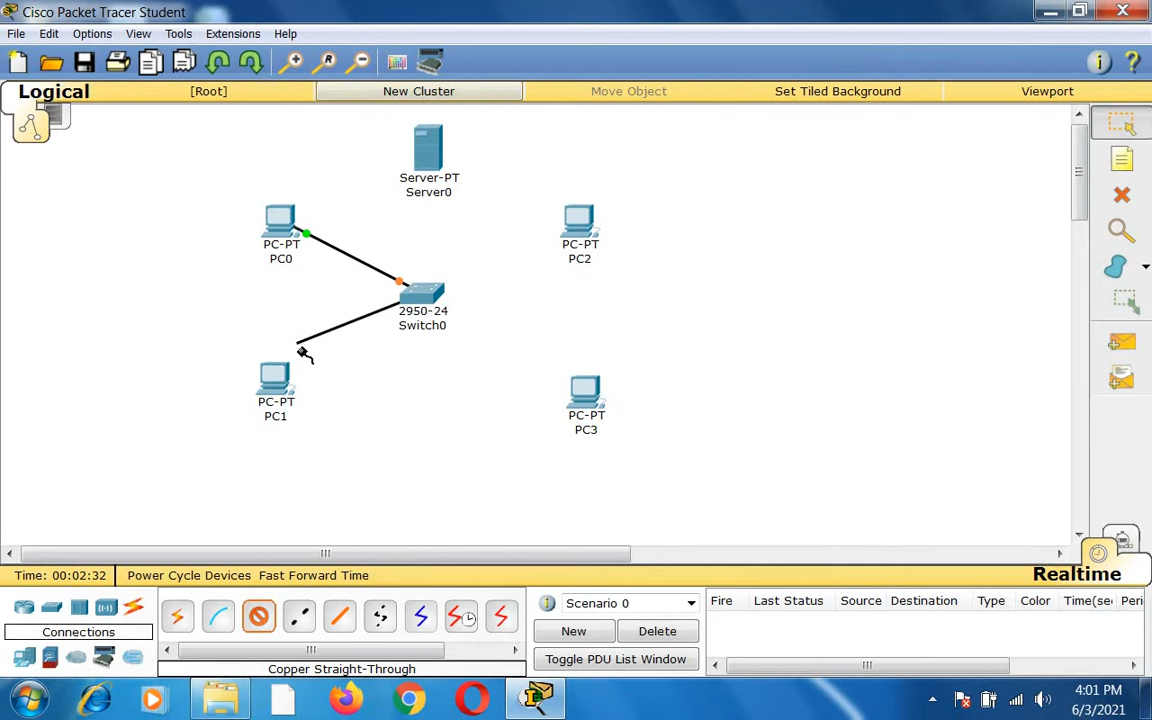 Cisco Packet Tracer Student
File Edit Options View Tools Extensions Help
Logical [Root] New Cluster Move Object Set Tiled Background Viewport
Server-PT
Server0
PC-PT
PC0
PC-PT
PC2
2950-24
Switch0
PC-PT
PC1
PC-PT
PC3
Realtime
Time: 00:02:32 Power Cycle Devices Fast Forward Time
Connections
Copper Straight-Through
Scenario 0
New Delete
Toggle PDU List Window
Fire Last Status Source Destination Type Color Time(sec Peri
4:01 PM
6/3/2021